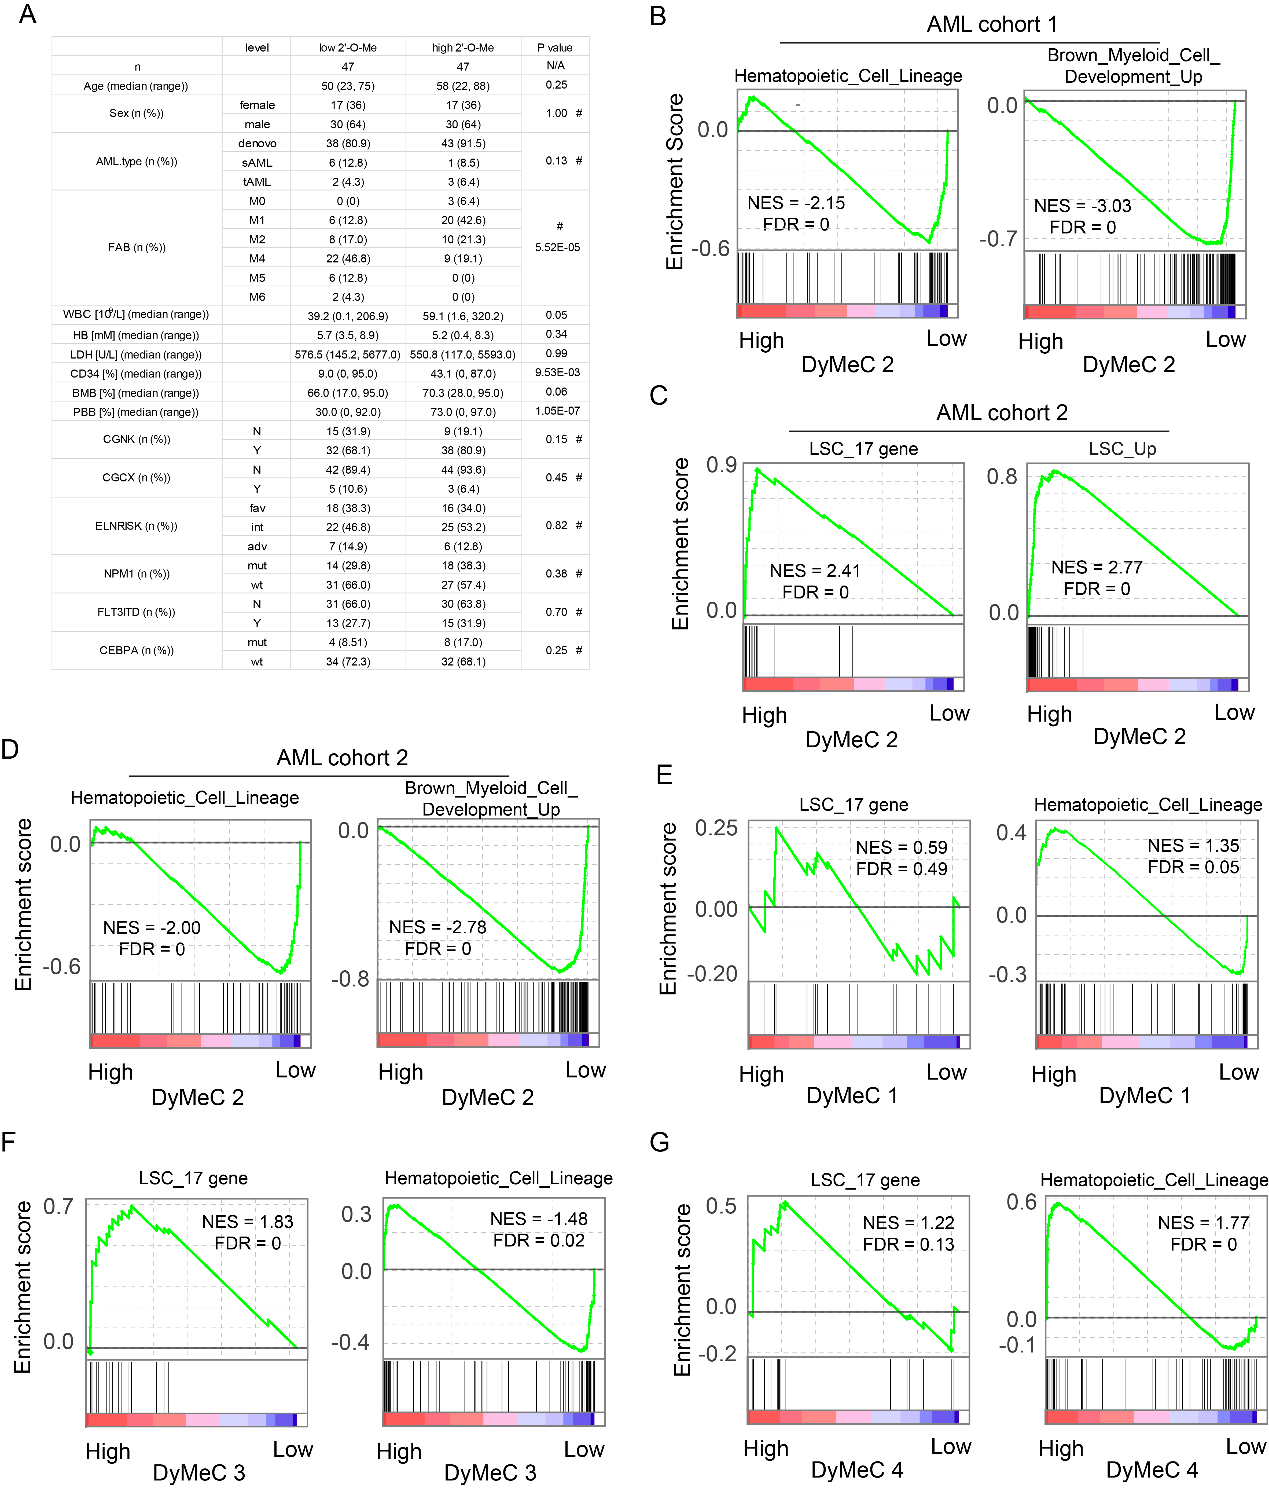 A
level low 2'-O-Me high 2'-O-Me P value
n 47 47 N/A
Age (median (range)) 50 (23, 75) 58 (22, 88) 0.25
Sex (n (%)) female 17 (36) 17 (36) 1.00 #
male 30 (64) 30 (64)
AML.type (n (%)) denovo 38 (80.9) 43 (91.5) 0.13 #
sAML 6 (12.8) 1 (8.5)
tAML 2 (4.3) 3 (6.4)
FAB (n (%)) M0 0 (0) 3 (6.4) # 5.52E-05
M1 6 (12.8) 20 (42.6)
M2 8 (17.0) 10 (21.3)
M4 22 (46.8) 9 (19.1)
M5 6 (12.8) 0 (0)
M6 2 (4.3) 0 (0)
WBC [10⁹/L] (median (range)) 39.2 (0.1, 206.9) 59.1 (1.6, 320.2) 0.05
HB [mM] (median (range)) 5.7 (3.5, 8.9) 5.2 (0.4, 8.3) 0.34
LDH [U/L] (median (range)) 576.5 (145.2, 5677.0) 550.8 (117.0, 5593.0) 0.99
CD34 [%] (median (range)) 9.0 (0, 95.0) 43.1 (0, 87.0) 9.53E-03
BMB [%] (median (range)) 66.0 (17.0, 95.0) 70.3 (28.0, 95.0) 0.06
PBB [%] (median (range)) 30.0 (0, 92.0) 73.0 (0, 97.0) 1.05E-07
CGNK (n (%)) N 15 (31.9) 9 (19.1) 0.15 #
Y 32 (68.1) 38 (80.9)
CGCX (n (%)) N 42 (89.4) 44 (93.6) 0.45 #
Y 5 (10.6) 3 (6.4)
ELNRISK (n (%)) fav 18 (38.3) 16 (34.0) 0.82 #
int 22 (46.8) 25 (53.2)
adv 7 (14.9) 6 (12.8)
NPM1 (n (%)) mut 14 (29.8) 18 (38.3) 0.38 #
wt 31 (66.0) 27 (57.4)
FLT3ITD (n (%)) N 31 (66.0) 30 (63.8) 0.70 #
Y 13 (27.7) 15 (31.9)
CEBPA (n (%)) mut 4 (8.51) 8 (17.0) 0.25 #
wt 34 (72.3) 32 (68.1)
B
AML cohort 1
Hematopoietic_Cell_Lineage
Brown_Myeloid_Cell_
Development_Up
Enrichment Score
0.0
-0.6
NES = -2.15
FDR = 0
High Low
DyMeC 2
0.0
-0.7
NES = -3.03
FDR = 0
High Low
DyMeC 2
C
AML cohort 2
LSC_17 gene
LSC_Up
Enrichment score
0.9
0.0
NES = 2.41
FDR = 0
High Low
DyMeC 2
0.8
0.0
NES = 2.77
FDR = 0
High Low
DyMeC 2
D
AML cohort 2
Hematopoietic_Cell_Lineage
Brown_Myeloid_Cell_
Development_Up
Enrichment score
0.0
-0.6
NES = -2.00
FDR = 0
High Low
DyMeC 2
0.0
-0.8
NES = -2.78
FDR = 0
High Low
DyMeC 2
E
LSC_17 gene
Hematopoietic_Cell_Lineage
Enrichment score
0.25
0.00
-0.20
NES = 0.59
FDR = 0.49
High Low
DyMeC 1
0.4
0.0
-0.3
NES = 1.35
FDR = 0.05
High Low
DyMeC 1
F
LSC_17 gene
Hematopoietic_Cell_Lineage
Enrichment score
0.7
0.0
NES = 1.83
FDR = 0
High Low
DyMeC 3
0.3
0.0
-0.4
NES = -1.48
FDR = 0.02
High Low
DyMeC 3
G
LSC_17 gene
Hematopoietic_Cell_Lineage
Enrichment score
0.5
0.0
-0.2
NES = 1.22
FDR = 0.13
High Low
DyMeC 4
0.6
0.0
-0.1
NES = 1.77
FDR = 0
High Low
DyMeC 4